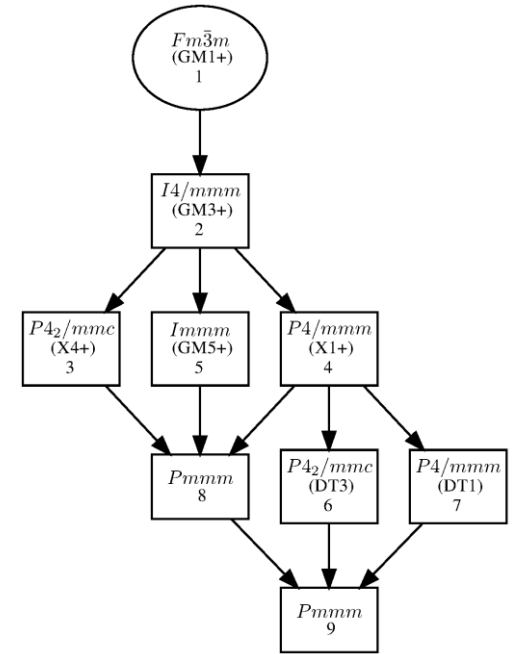 Fm3̄m
(GM1+)
1
I4/mmm
(GM3+)
2
P4₂/mmc
(X4+)
3
Immm
(GM5+)
5
P4/mmm
(X1+)
4
Pmmm
8
P4₂/mmc
(DT3)
6
P4/mmm
(DT1)
7
Pmmm
9